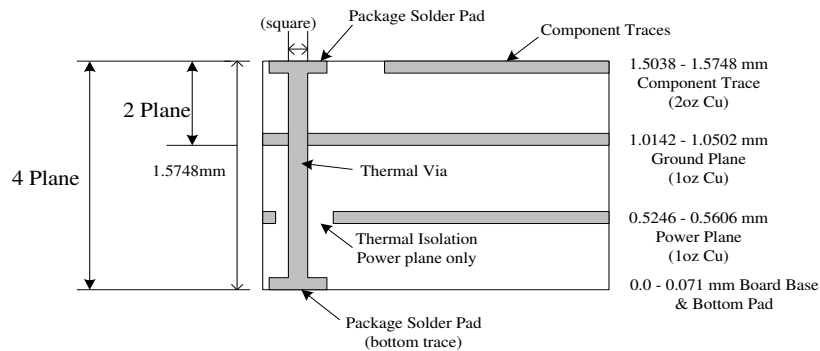 (square)
Package Solder Pad
Component Traces
1.5038 - 1.5748 mm
Component Trace
(2oz Cu)
2 Plane
1.0142 - 1.0502 mm
Ground Plane
(1oz Cu)
4 Plane
1.5748mm
Thermal Via
0.5246 - 0.5606 mm
Power Plane
(1oz Cu)
Thermal Isolation
Power plane only
0.0 - 0.071 mm Board Base
& Bottom Pad
Package Solder Pad
(bottom trace)